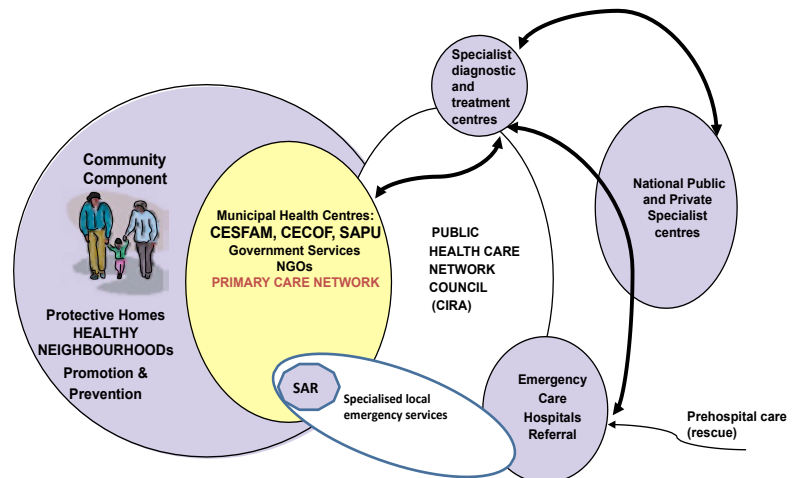 Community
Component
Protective Homes
HEALTHY
NEIGHBOURHOODs
Promotion &
Prevention
Municipal Health Centres:
CESFAM, CECOF, SAPU
Government Services
NGOs
PRIMARY CARE NETWORK
SAR
Specialised local
emergency services
PUBLIC
HEALTH CARE
NETWORK
COUNCIL
(CIRA)
Specialist
diagnostic
and
treatment
centres
National Public
and Private
Specialist
centres
Emergency
Care
Hospitals
Referral
Prehospital care
(rescue)